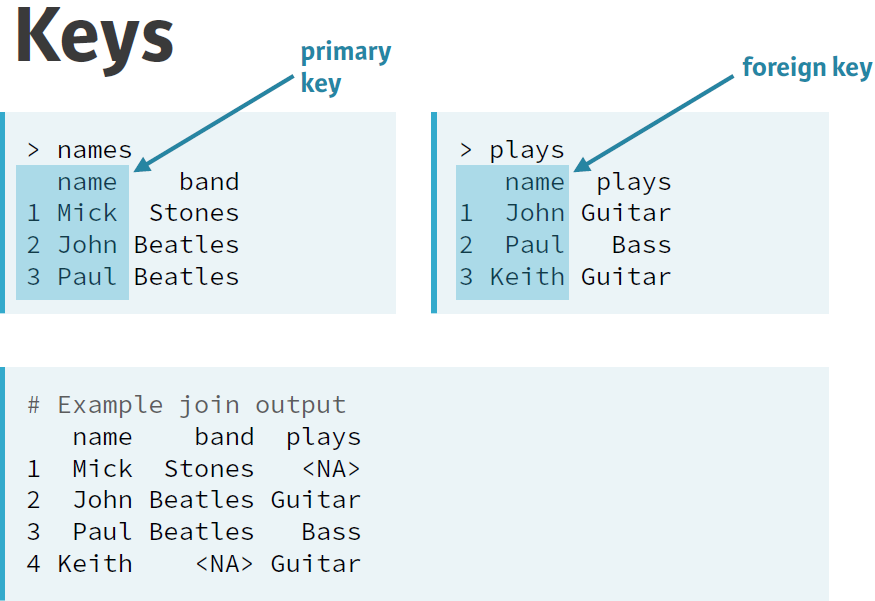 Keys
primary
key
foreign key
> names
name band
1 Mick Stones
2 John Beatles
3 Paul Beatles
> plays
name plays
1 John Guitar
2 Paul Bass
3 Keith Guitar
# Example join output
name band plays
1 Mick Stones <NA>
2 John Beatles Guitar
3 Paul Beatles Bass
4 Keith <NA> Guitar